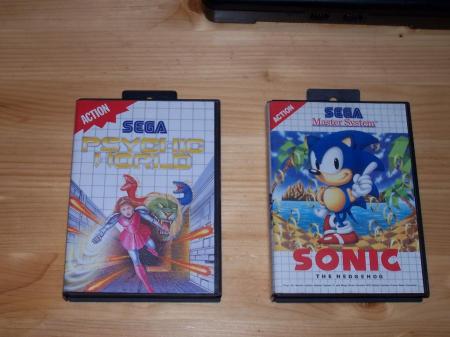 ACTION
SEGA
PSYCHIC
WORLD
ACTION
SEGA
Master System
SONIC
THE HEDGEHOG